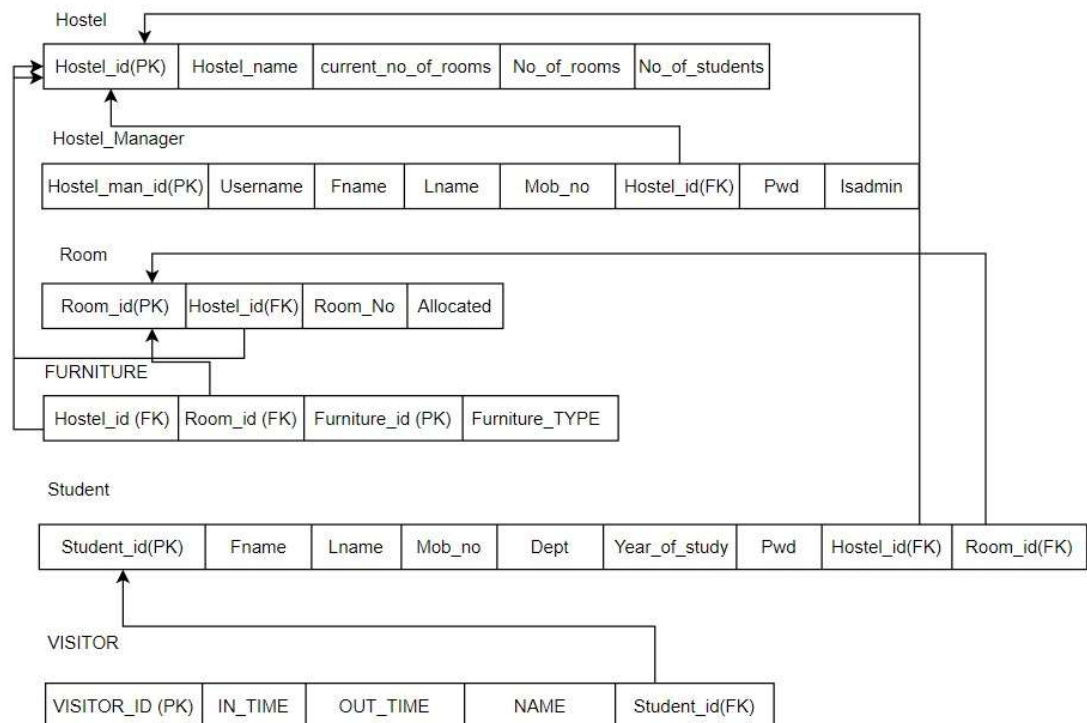 Hostel
Hostel_id(PK) Hostel_name current_no_of_rooms No_of_rooms No_of_students
Hostel_Manager
Hostel_man_id(PK) Username Fname Lname Mob_no Hostel_id(FK) Pwd Isadmin
Room
Room_id(PK) Hostel_id(FK) Room_No Allocated
FURNITURE
Hostel_id (FK) Room_id (FK) Furniture_id (PK) Furniture_TYPE
Student
Student_id(PK) Fname Lname Mob_no Dept Year_of_study Pwd Hostel_id(FK) Room_id(FK)
VISITOR
VISITOR_ID (PK) IN_TIME OUT_TIME NAME Student_id(FK)